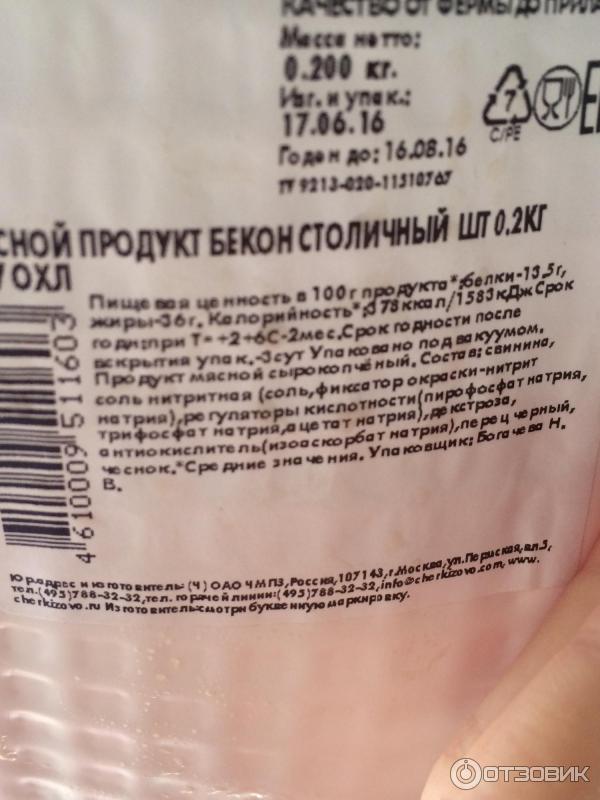 КАЧЕСТВО ОТ ФЕРМЫ ДО ПРИЛА
Масса нетто:
0.200 кг.
Изг. и упак.:
17.06.16
Годен до: 16.08.16
ТУ 9213-020-11510767
7
C/PE
СНОЙ ПРОДУКТ БЕКОН СТОЛИЧНЫЙ ШТ 0.2КГ
ОХЛ
Пищевая ценность в 100г продукта*:белки-13,5г,
жиры-36г. Калорийность*:378ккал/1583кДж Срок
годн:при Т=+2+6С-2мес.Срок годности после
вскрытия упак.-3сут Упаковано под вакуумом.
Продукт мясной сырокопчёный. Состав: свинина,
соль нитритная (соль,фиксатор окраски-нитрит
натрия),регуляторы кислотности(пирофосфат натрия,
трифосфат натрия,ацетат натрия),декстроза,
антиокислитель(изоаскорбат натрия),перец черный,
чеснок.*Средние значения. Упаковщик: Богачева Н.
В.
4 610009 511603
Юр.адрес и изготовитель: (Ч) ОАО ЧМПЗ,Россия,107143,г.Москва,ул.Пермская,вл.5,
тел.(495)788-32-32,тел. горячей линии:(495)788-32-32,info@cherkizovo.com, www.
cherkizovo.ru Изготовитель:смотри буквенную маркировку.
ОТЗОВИК